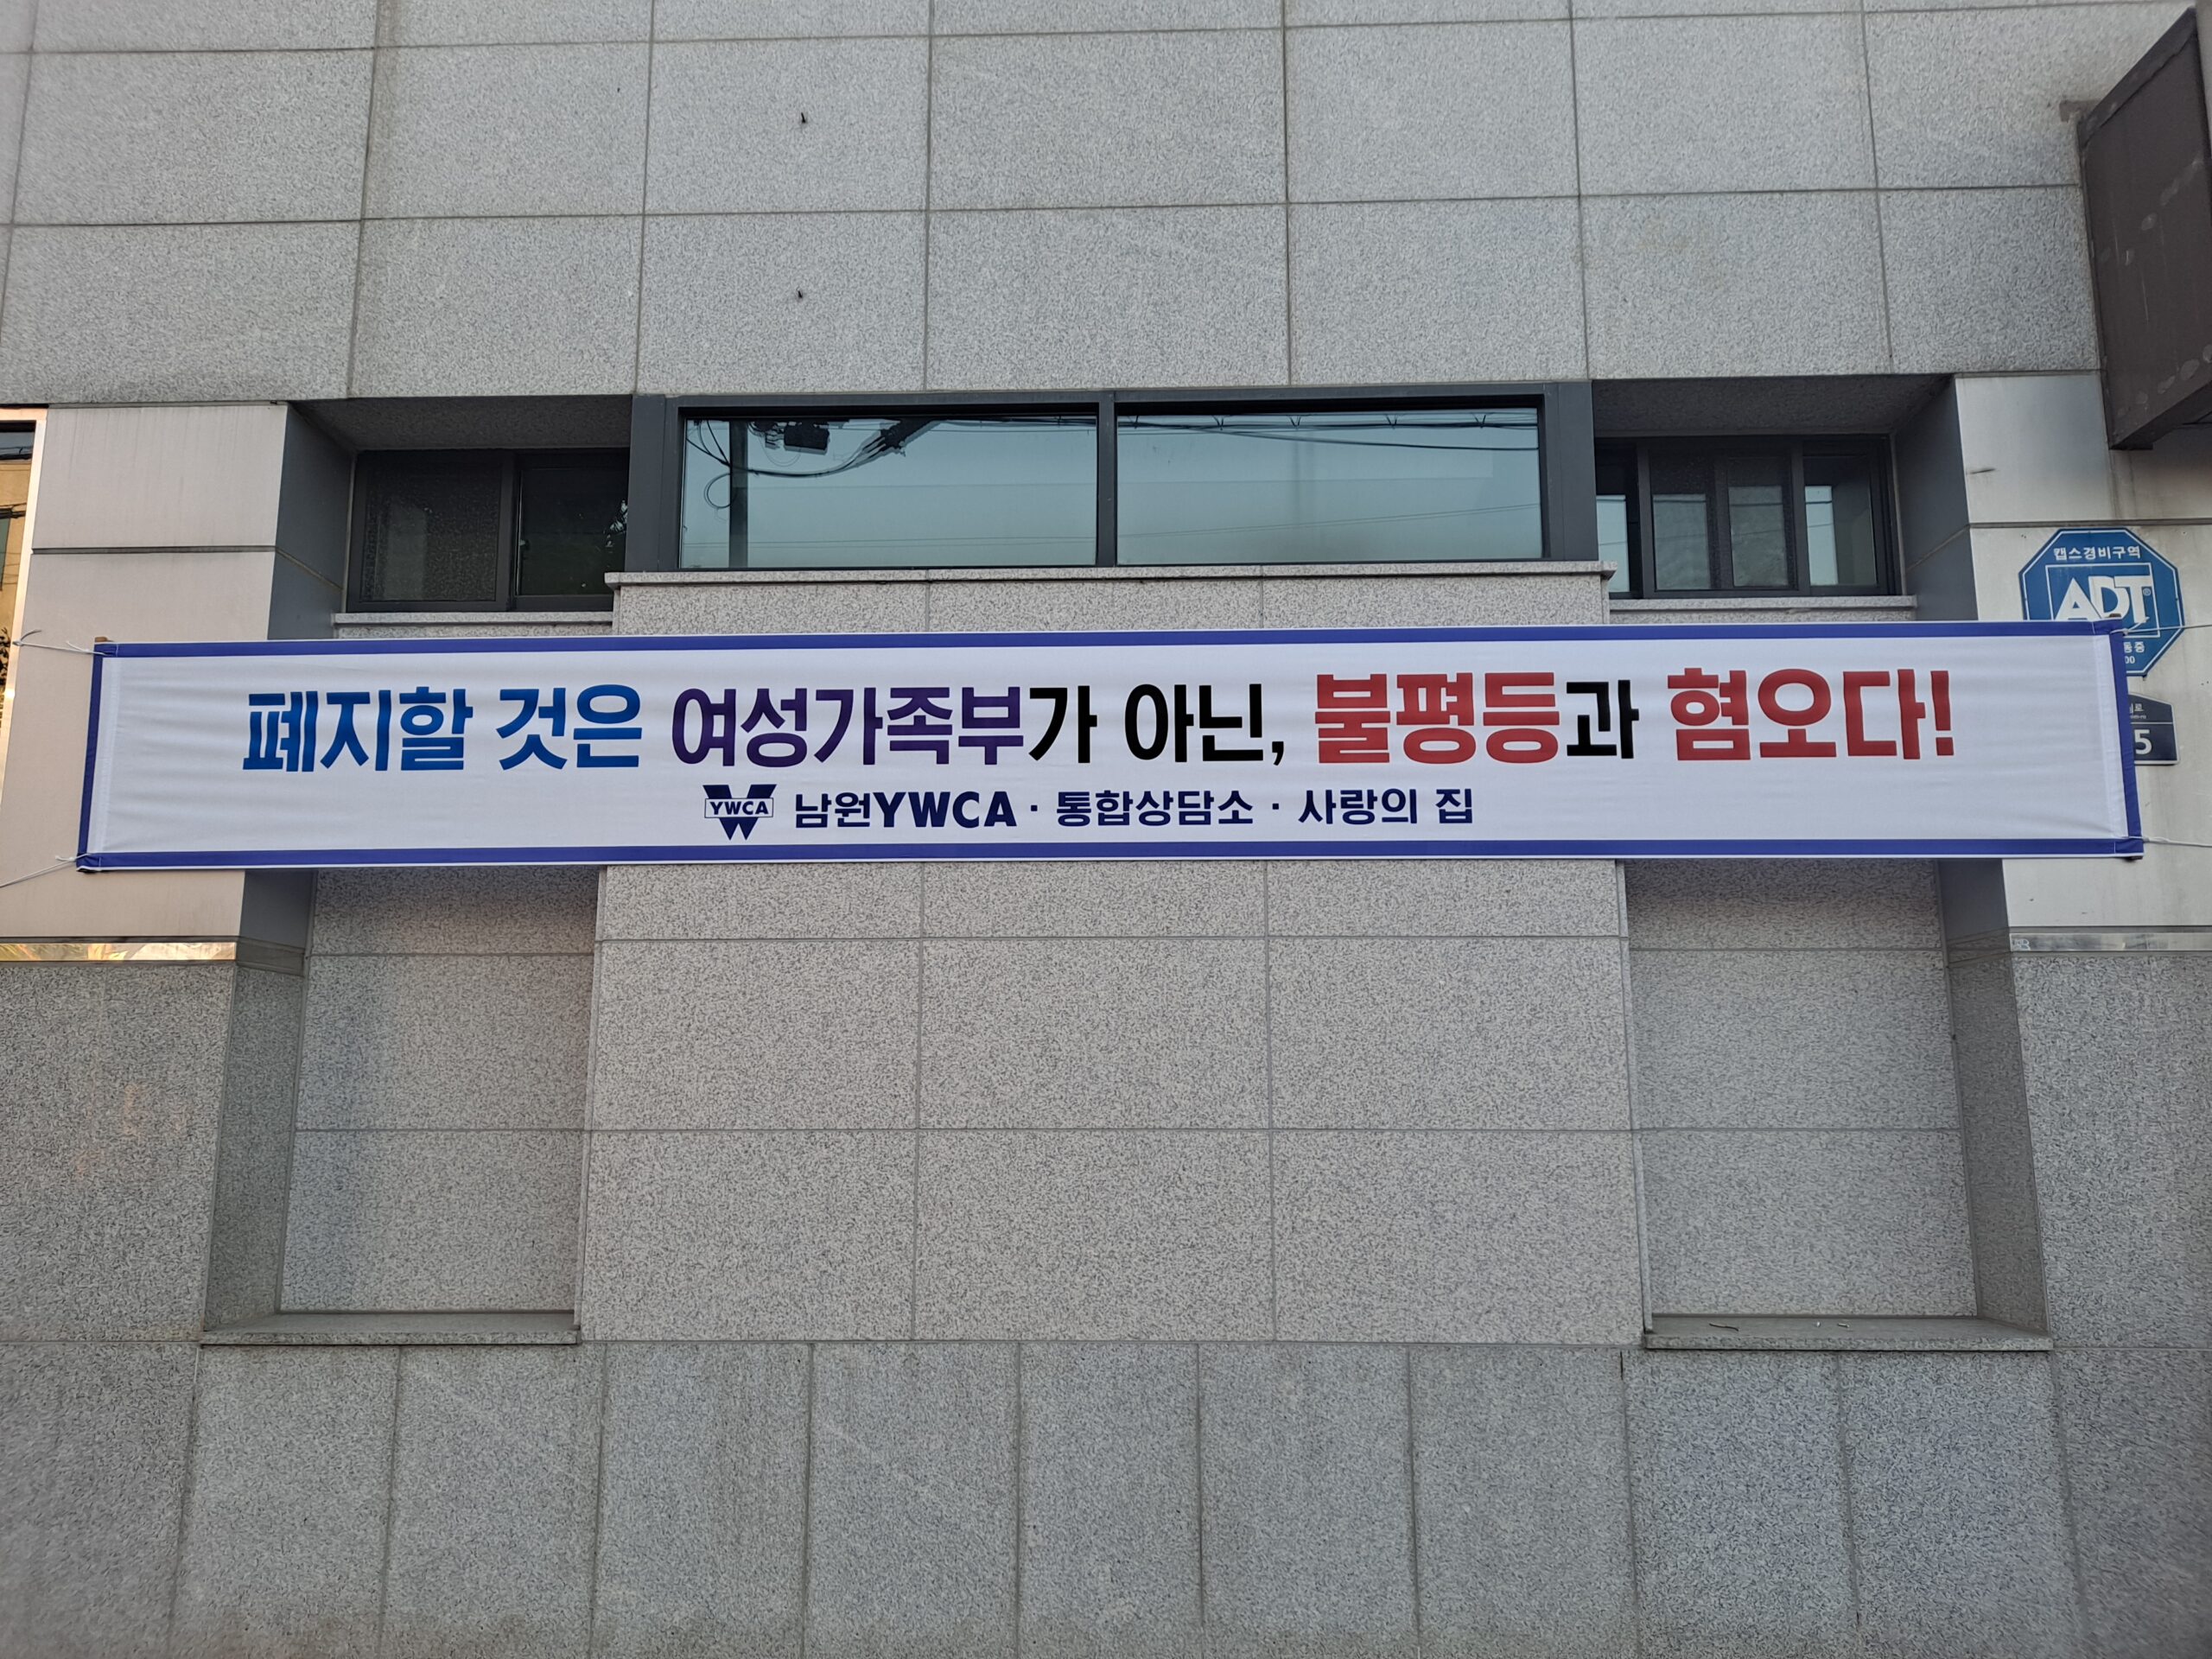 캡스경비구역
ADT
폐지할 것은 여성가족부가 아닌, 불평등과 혐오다!
YWCA 남원YWCA · 통합상담소 · 사랑의 집
5